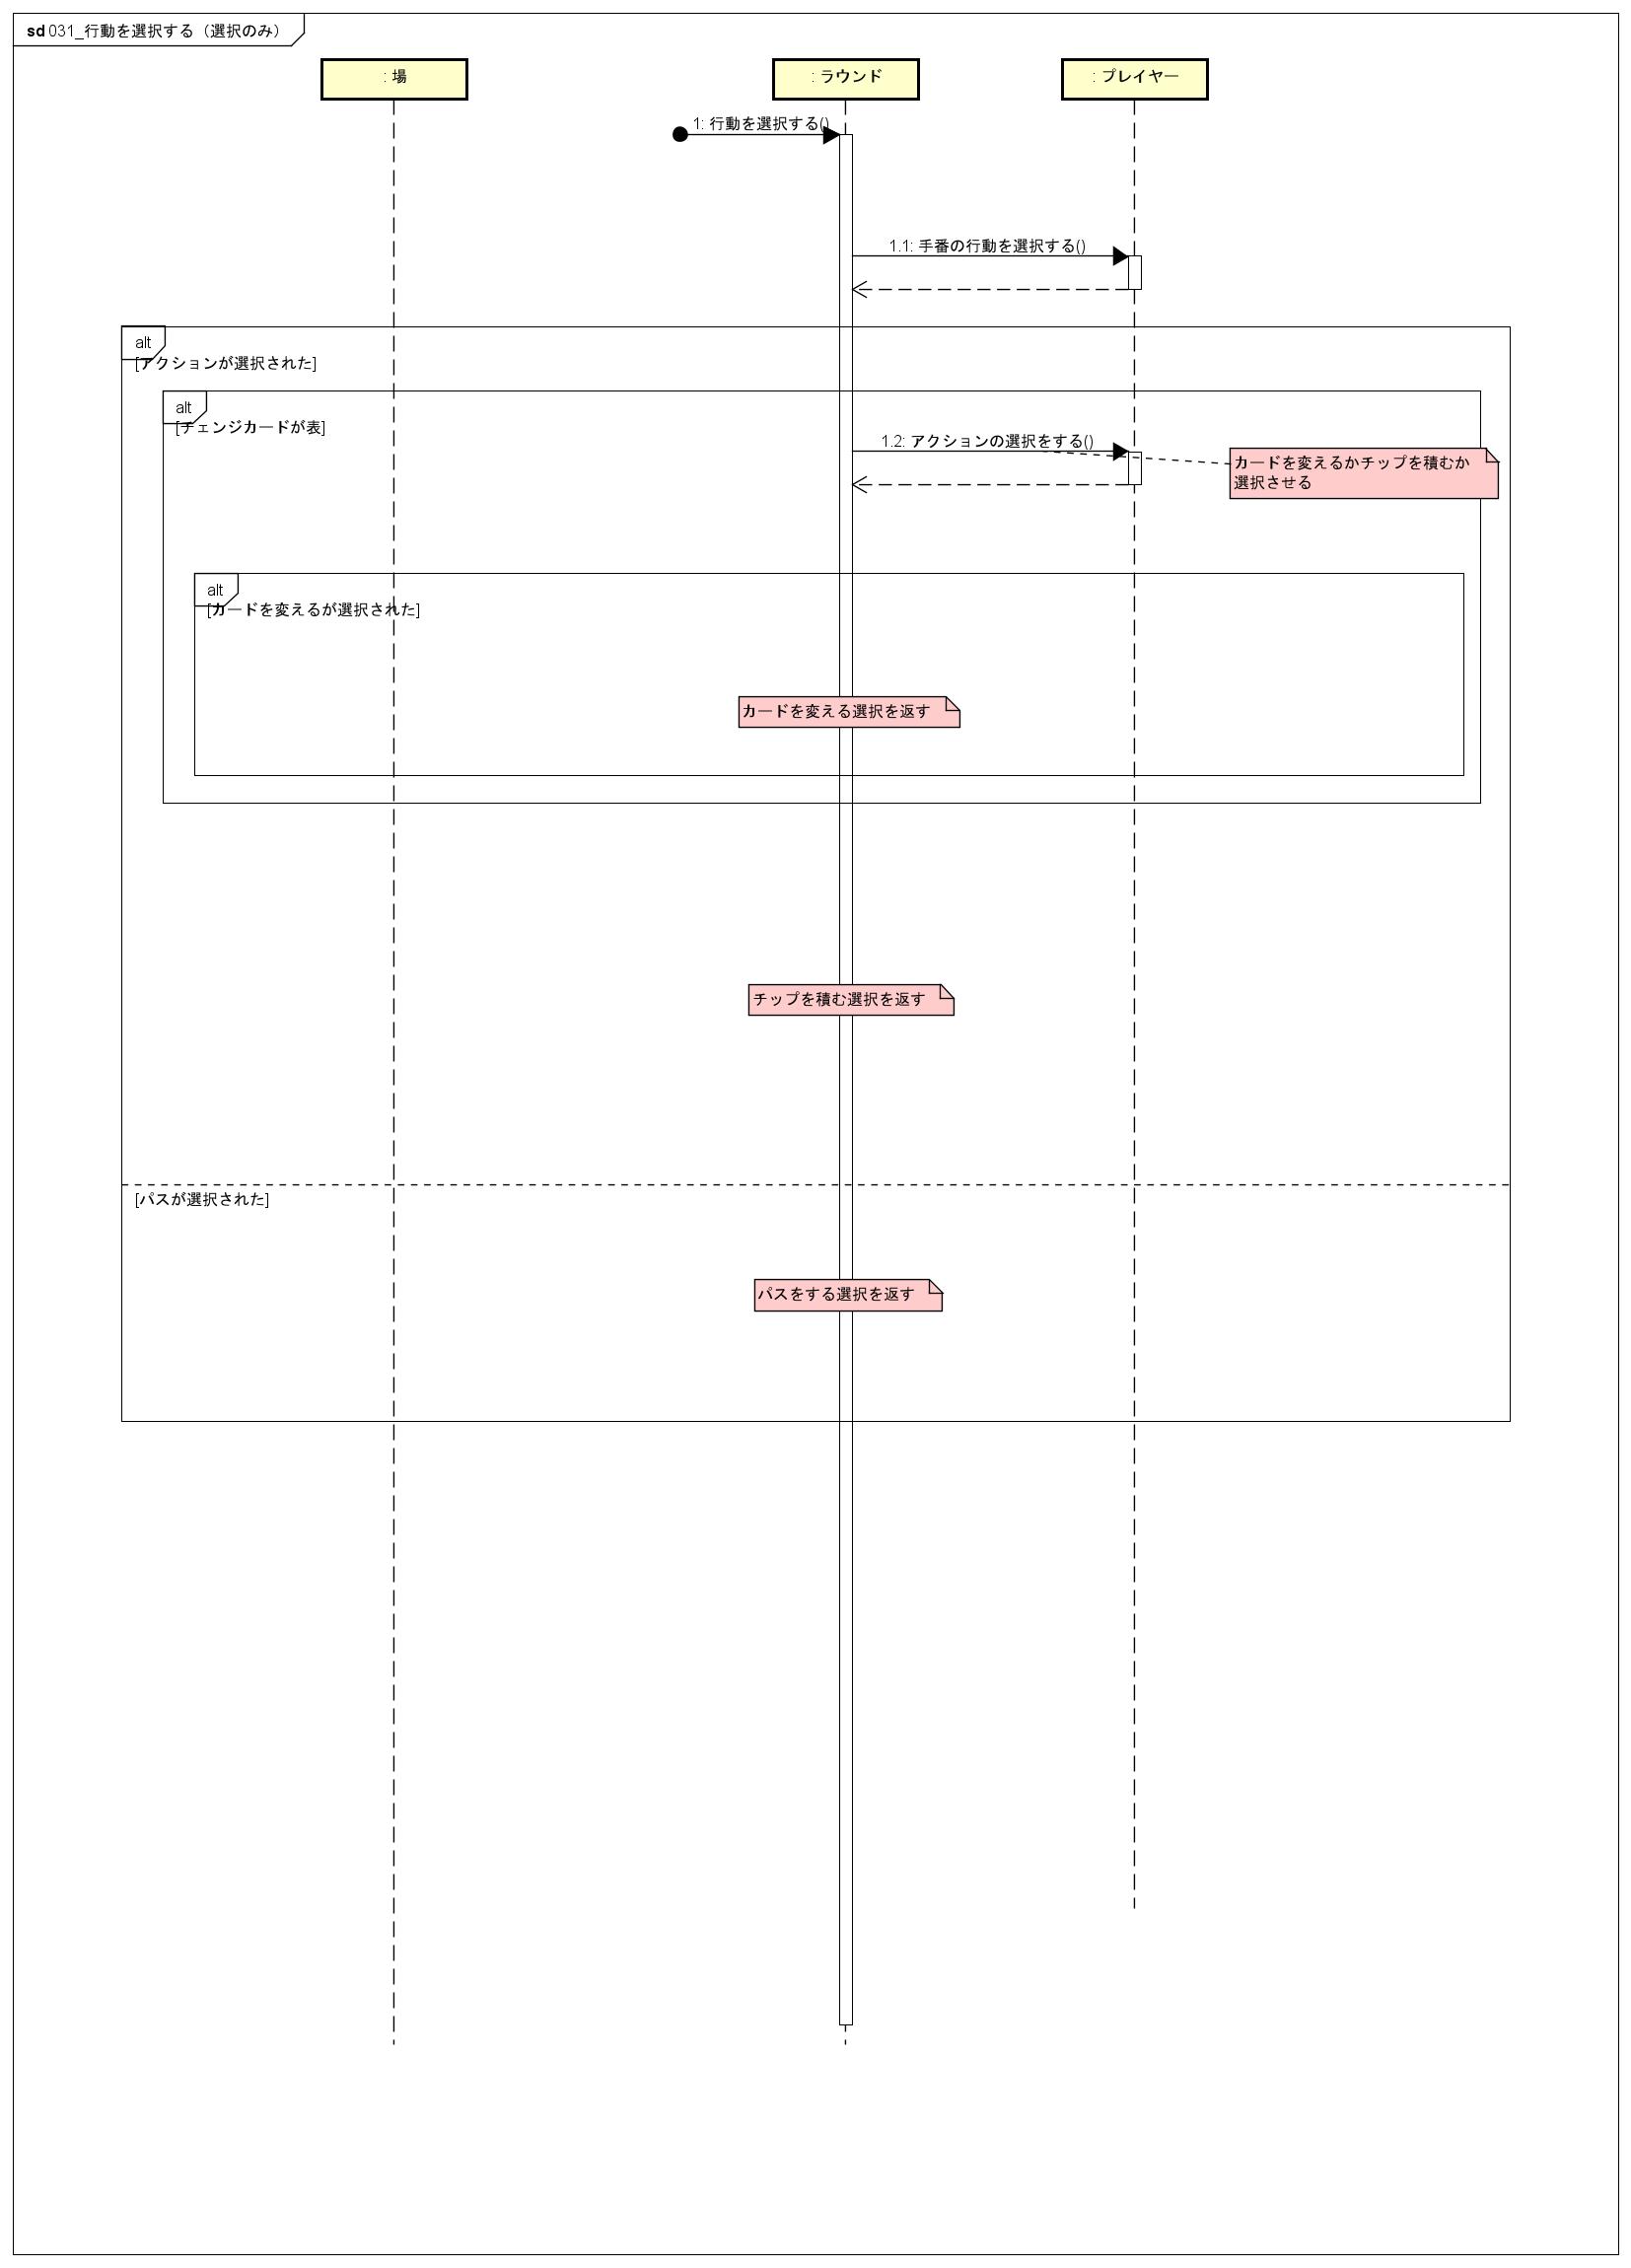 sd 031_行動を選択する（選択のみ）
: 場
: ラウンド
: プレイヤー
1: 行動を選択する()
1.1: 手番の行動を選択する()
alt
[アクションが選択された]
alt
[チェンジカードが表]
1.2: アクションの選択をする()
カードを変えるかチップを積むか
選択させる
alt
[カードを変えるが選択された]
カードを変える選択を返す
チップを積む選択を返す
[パスが選択された]
パスをする選択を返す